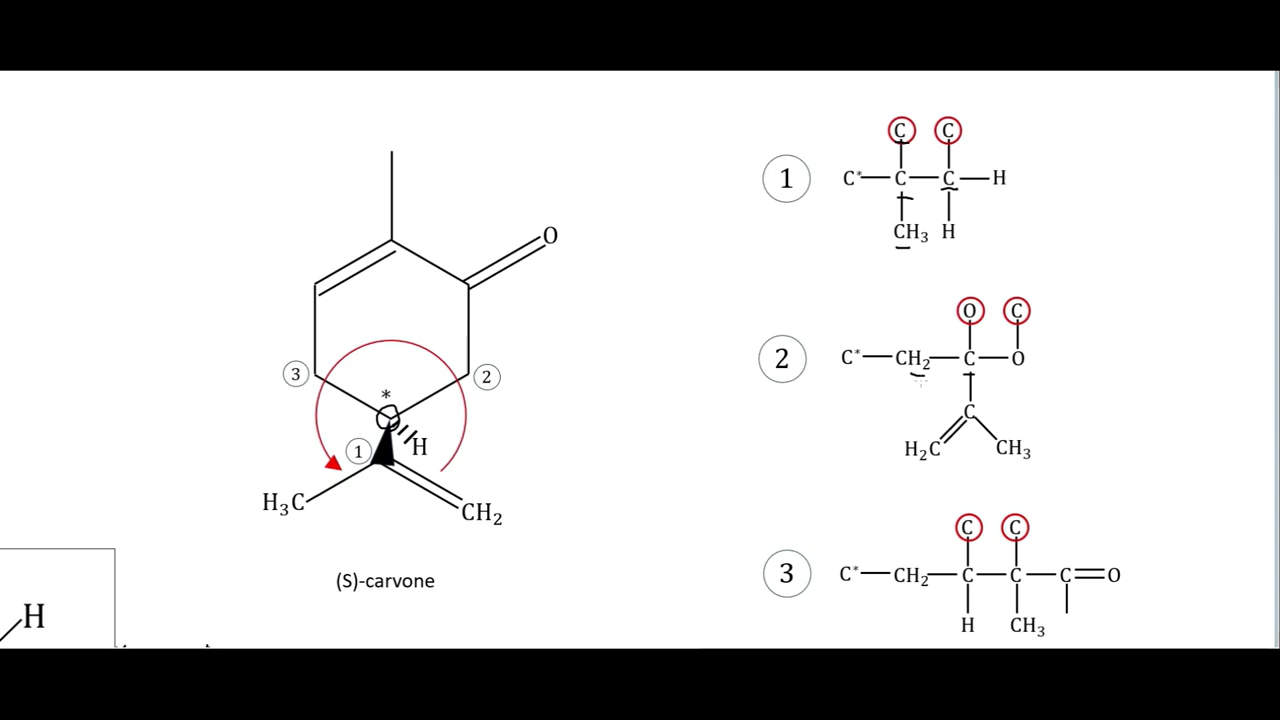 O
3
2
*
1
H
H₃C
CH₂
(S)-carvone
H
1
C C
C* C C H
CH₃ H
2
O C
C* CH₂ C O
C
H₂C CH₃
3
C C
C* CH₂ C C C O
H CH₃